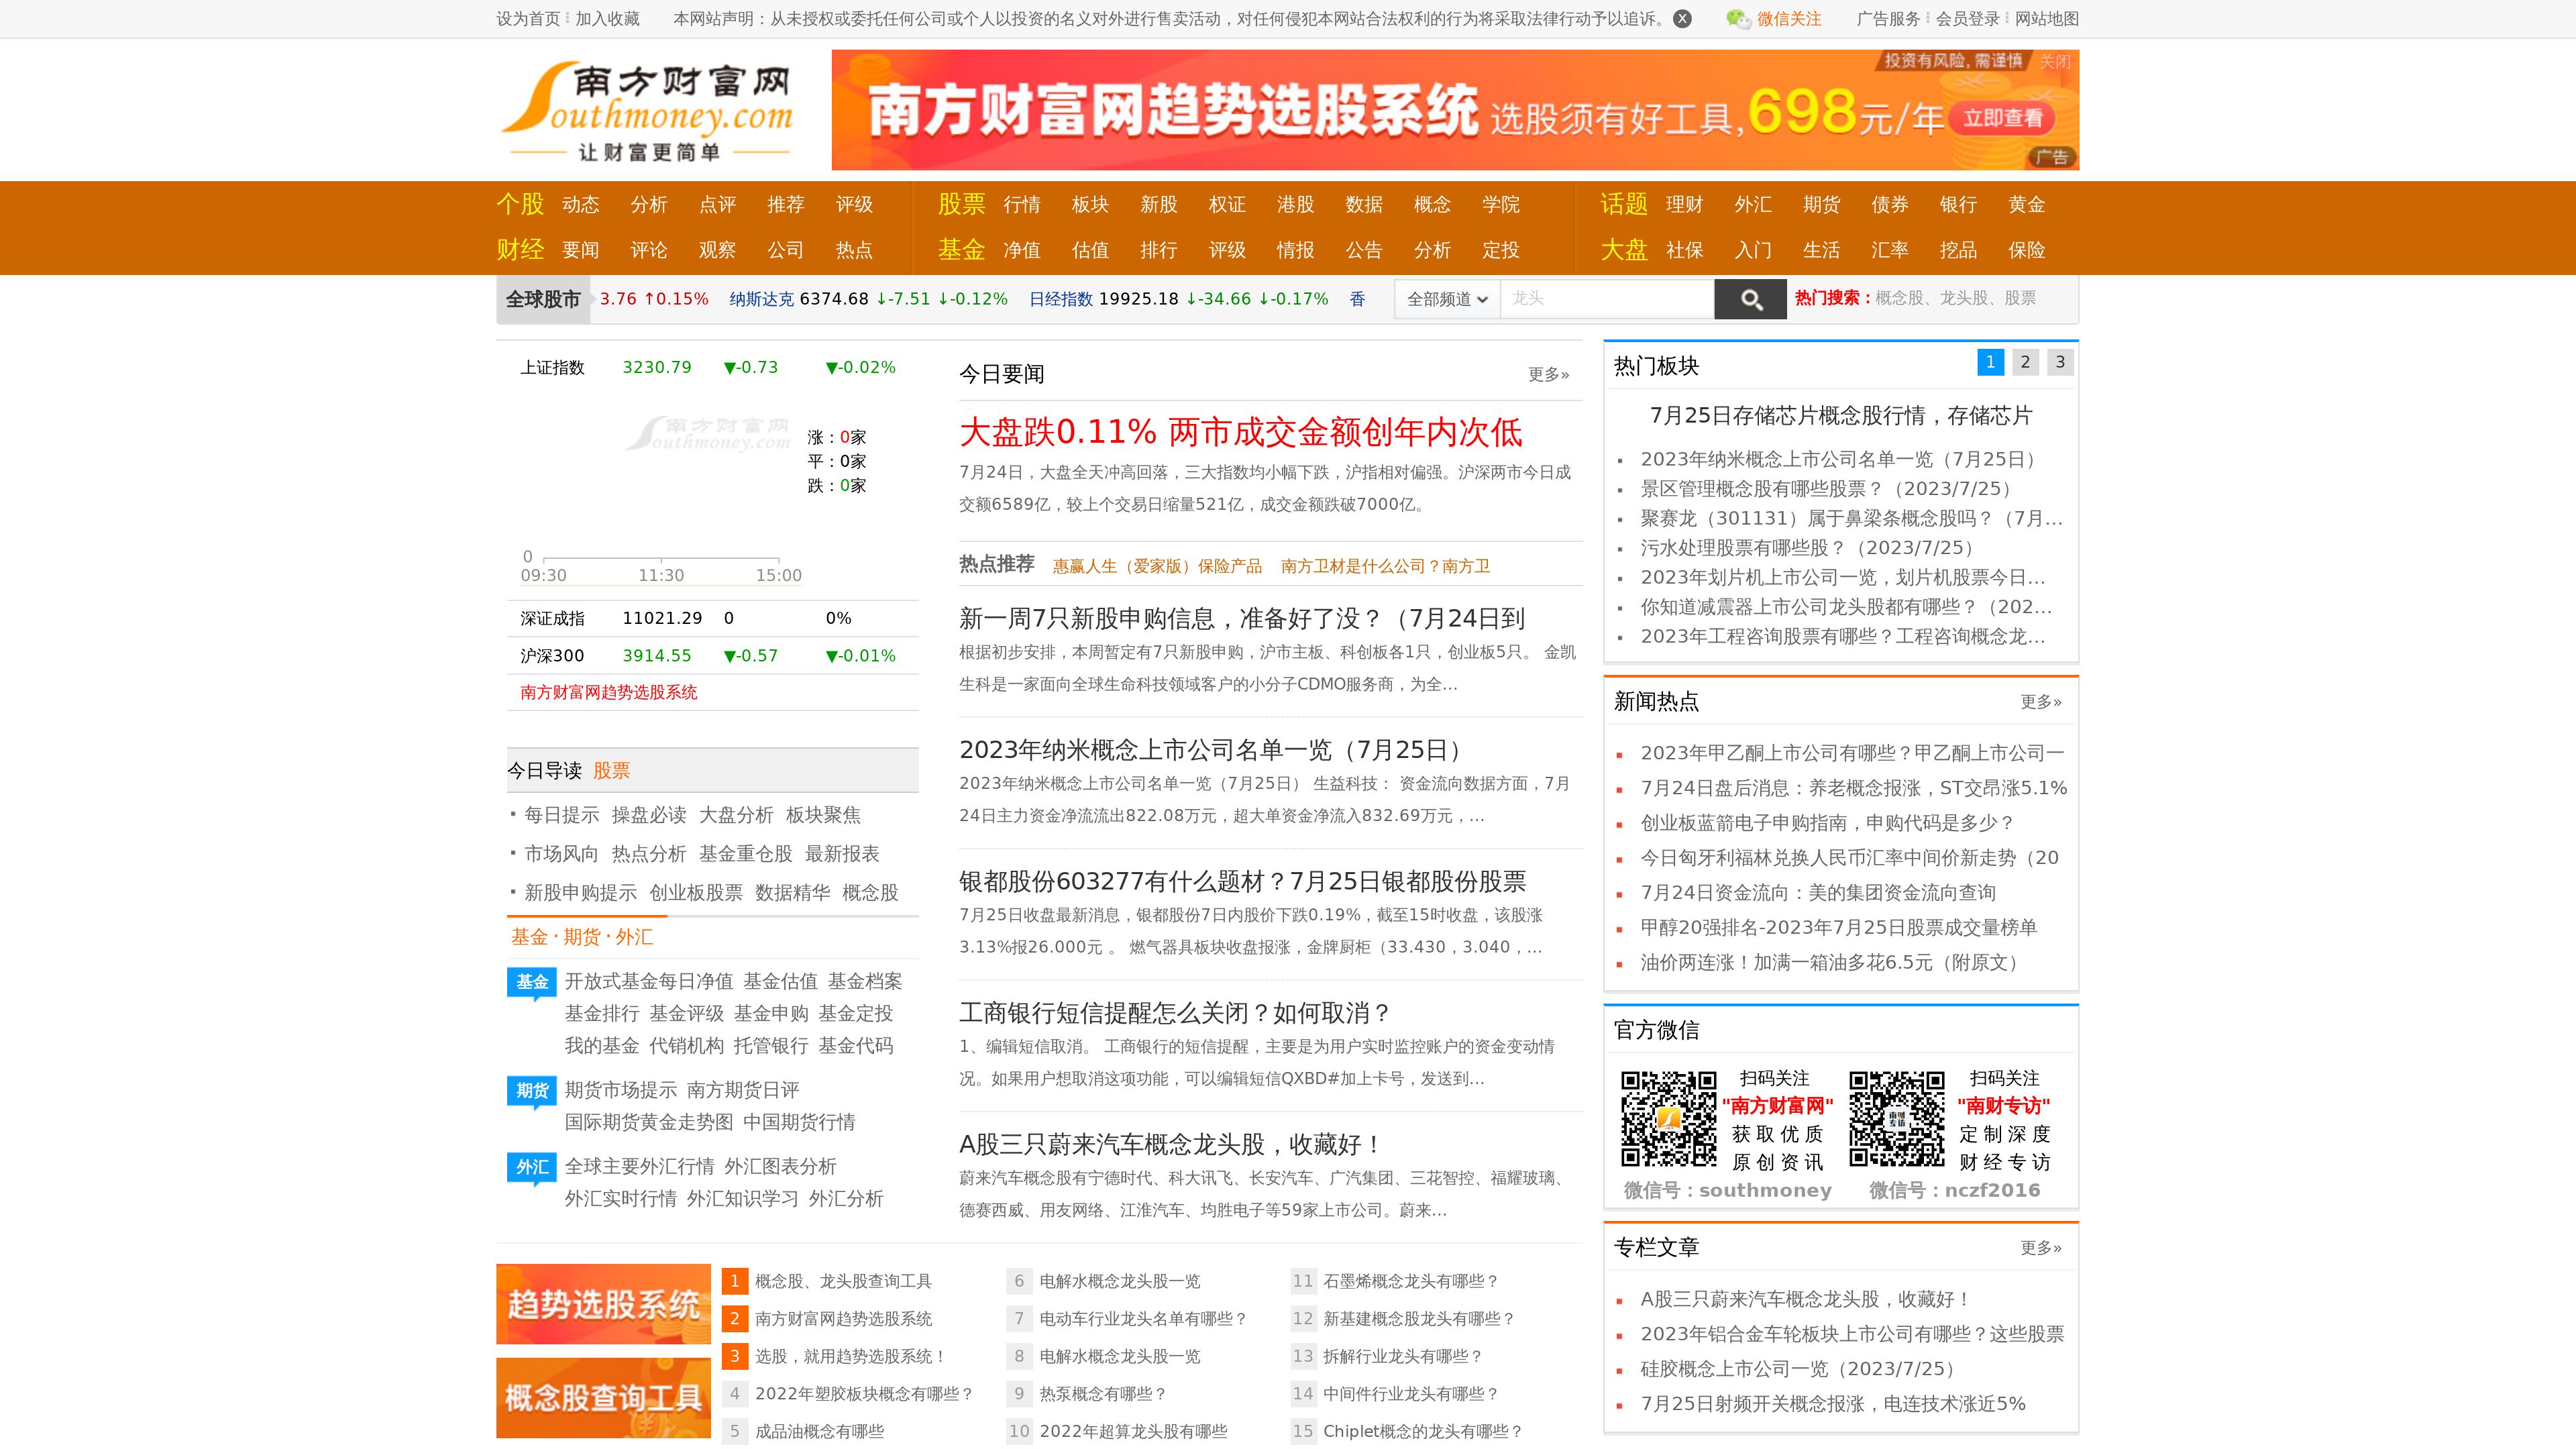 设为首页 加入收藏 本网站声明：从未授权或委托任何公司或个人以投资的名义对外进行售卖活动，对任何侵犯本网站合法权利的行为将采取法律行动予以追诉。 X 微信关注 广告服务 会员登录 网站地图
南方财富网
Southmoney.com
让财富更简单
投资有风险, 需谨慎 关闭
南方财富网趋势选股系统 选股须有好工具, 698元/年 立即查看
广告
个股 动态 分析 点评 推荐 评级 股票 行情 板块 新股 权证 港股 数据 概念 学院 话题 理财 外汇 期货 债券 银行 黄金
财经 要闻 评论 观察 公司 热点 基金 净值 估值 排行 评级 情报 公告 分析 定投 大盘 社保 入门 生活 汇率 挖品 保险
全球股市 3.76 ↑0.15% 纳斯达克 6374.68 ↓-7.51 ↓-0.12% 日经指数 19925.18 ↓-34.66 ↓-0.17% 香 全部频道 龙头 热门搜索：概念股、龙头股、股票
上证指数 3230.79 ▼-0.73 ▼-0.02%
南方财富网
Southmoney.com
涨：0家
平：0家
跌：0家
0
09:30 11:30 15:00
深证成指 11021.29 0 0%
沪深300 3914.55 ▼-0.57 ▼-0.01%
南方财富网趋势选股系统
今日导读 股票
每日提示 操盘必读 大盘分析 板块聚焦
市场风向 热点分析 基金重仓股 最新报表
新股申购提示 创业板股票 数据精华 概念股
基金 · 期货 · 外汇
基金 开放式基金每日净值 基金估值 基金档案
基金排行 基金评级 基金申购 基金定投
我的基金 代销机构 托管银行 基金代码
期货 期货市场提示 南方期货日评
国际期货黄金走势图 中国期货行情
外汇 全球主要外汇行情 外汇图表分析
外汇实时行情 外汇知识学习 外汇分析
今日要闻 更多»
大盘跌0.11% 两市成交金额创年内次低
7月24日，大盘全天冲高回落，三大指数均小幅下跌，沪指相对偏强。沪深两市今日成
交额6589亿，较上个交易日缩量521亿，成交金额跌破7000亿。
热点推荐 惠赢人生（爱家版）保险产品 南方卫材是什么公司？南方卫
新一周7只新股申购信息，准备好了没？（7月24日到
根据初步安排，本周暂定有7只新股申购，沪市主板、科创板各1只，创业板5只。 金凯
生科是一家面向全球生命科技领域客户的小分子CDMO服务商，为全...
2023年纳米概念上市公司名单一览（7月25日）
2023年纳米概念上市公司名单一览（7月25日） 生益科技： 资金流向数据方面，7月
24日主力资金净流流出822.08万元，超大单资金净流入832.69万元，...
银都股份603277有什么题材？7月25日银都股份股票
7月25日收盘最新消息，银都股份7日内股价下跌0.19%，截至15时收盘，该股涨
3.13%报26.000元 。 燃气器具板块收盘报涨，金牌厨柜（33.430，3.040，...
工商银行短信提醒怎么关闭？如何取消？
1、编辑短信取消。 工商银行的短信提醒，主要是为用户实时监控账户的资金变动情
况。如果用户想取消这项功能，可以编辑短信QXBD#加上卡号，发送到...
A股三只蔚来汽车概念龙头股，收藏好！
蔚来汽车概念股有宁德时代、科大讯飞、长安汽车、广汽集团、三花智控、福耀玻璃、
德赛西威、用友网络、江淮汽车、均胜电子等59家上市公司。蔚来...
热门板块 1 2 3
7月25日存储芯片概念股行情，存储芯片
2023年纳米概念上市公司名单一览（7月25日）
景区管理概念股有哪些股票？（2023/7/25）
聚赛龙（301131）属于鼻梁条概念股吗？（7月...
污水处理股票有哪些股？（2023/7/25）
2023年划片机上市公司一览，划片机股票今日...
你知道减震器上市公司龙头股都有哪些？（202...
2023年工程咨询股票有哪些？工程咨询概念龙...
新闻热点 更多»
2023年甲乙酮上市公司有哪些？甲乙酮上市公司一
7月24日盘后消息：养老概念报涨，ST交昂涨5.1%
创业板蓝箭电子申购指南，申购代码是多少？
今日匈牙利福林兑换人民币汇率中间价新走势（20
7月24日资金流向：美的集团资金流向查询
甲醇20强排名-2023年7月25日股票成交量榜单
油价两连涨！加满一箱油多花6.5元（附原文）
官方微信
扫码关注
"南方财富网"
获取优质
原创资讯
微信号：southmoney
南财
专访
扫码关注
"南财专访"
定制深度
财经专访
微信号：nczf2016
专栏文章 更多»
A股三只蔚来汽车概念龙头股，收藏好！
2023年铝合金车轮板块上市公司有哪些？这些股票
硅胶概念上市公司一览（2023/7/25）
7月25日射频开关概念报涨，电连技术涨近5%
趋势选股系统
概念股查询工具
1 概念股、龙头股查询工具
2 南方财富网趋势选股系统
3 选股，就用趋势选股系统！
4 2022年塑胶板块概念有哪些？
5 成品油概念有哪些
6 电解水概念龙头股一览
7 电动车行业龙头名单有哪些？
8 电解水概念龙头股一览
9 热泵概念有哪些？
10 2022年超算龙头股有哪些
11 石墨烯概念龙头有哪些？
12 新基建概念股龙头有哪些？
13 拆解行业龙头有哪些？
14 中间件行业龙头有哪些？
15 Chiplet概念的龙头有哪些？